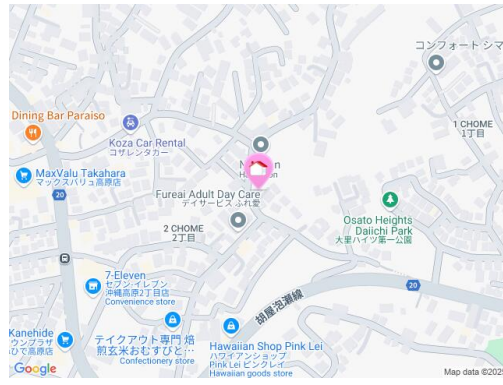 コンフォート シマ
Dining Bar Paraiso
1 CHOME
1丁目
Koza Car Rental
コザレンタカー
MaxValu Takahara
マックスバリュ高原店
20
Fureai Adult Day Care
デイサービス ふれ愛
Osato Heights
Daiichi Park
大里ハイツ第一公園
2 CHOME
2丁目
7-Eleven
セブン-イレブン
沖縄高原2丁目店
Convenience store
20
胡屋泡瀬線
Kanehide
ウンプラザ
ひで高原店
テイクアウト専門 焙
煎玄米おむすびと…
Confectionery store
Hawaiian Shop Pink Lei
ハワイアンショップ
Pink Lei ピンクレイ
Hawaiian goods store
20
Google
Map data ©2025